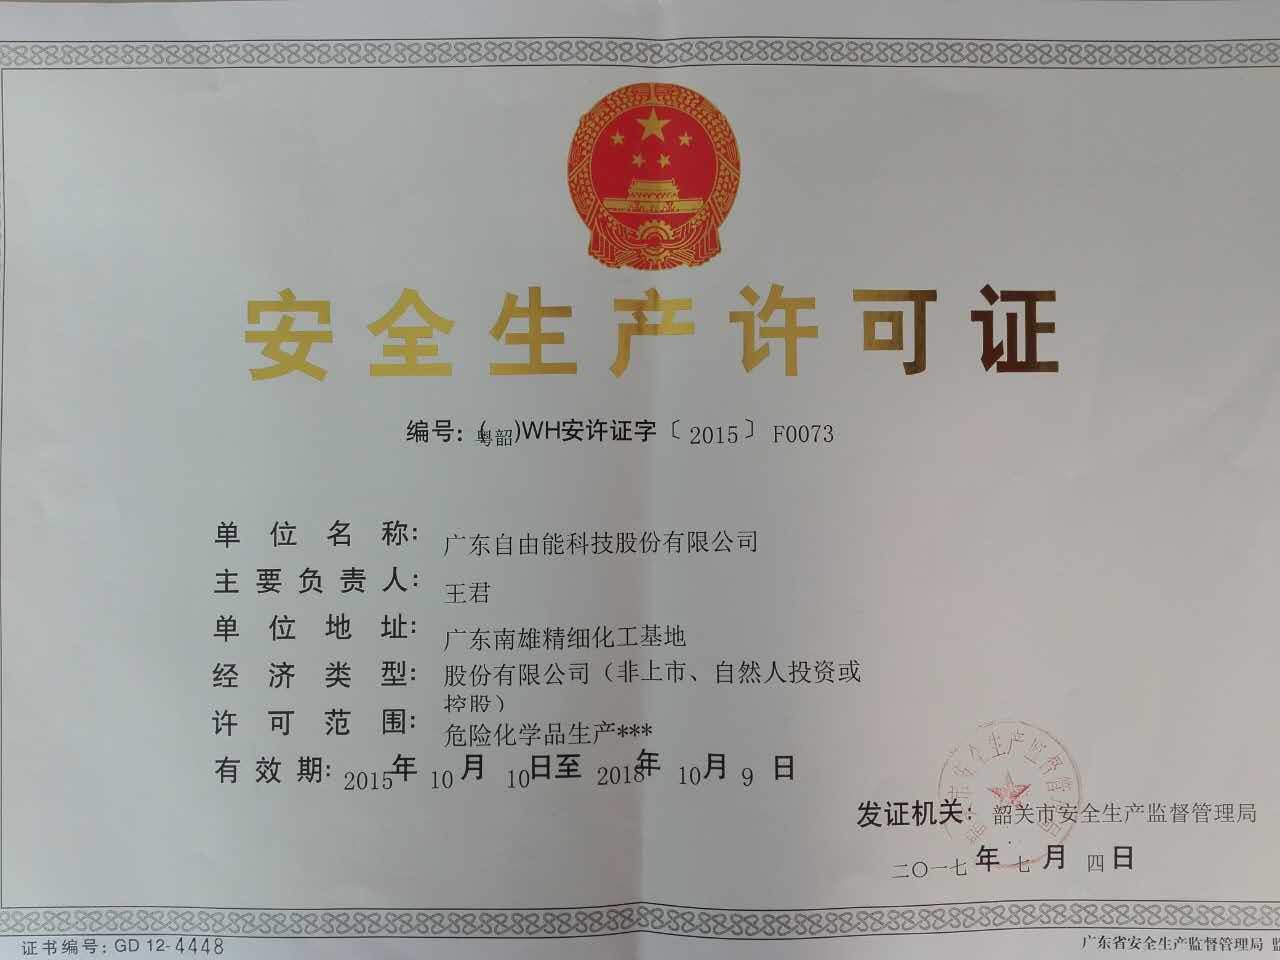 安全生产许可证
编号：(粤韶)WH安许证字〔2015〕F0073
单位名称：广东自由能科技股份有限公司
主要负责人：王君
单位地址：广东南雄精细化工基地
经济类型：股份有限公司（非上市、自然人投资或
控股）
许可范围：危险化学品生产***
有效期：2015年10月10日至2018年10月9日
发证机关：韶关市安全生产监督管理局
二〇一七年七月四日
证书编号：GD 12-4448
广东省安全生产监督管理局 监